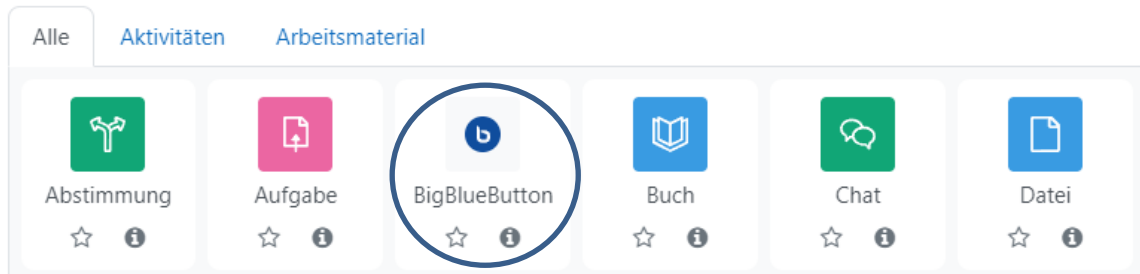 Alle Aktivitäten Arbeitsmaterial
Abstimmung Aufgabe BigBlueButton Buch Chat Datei